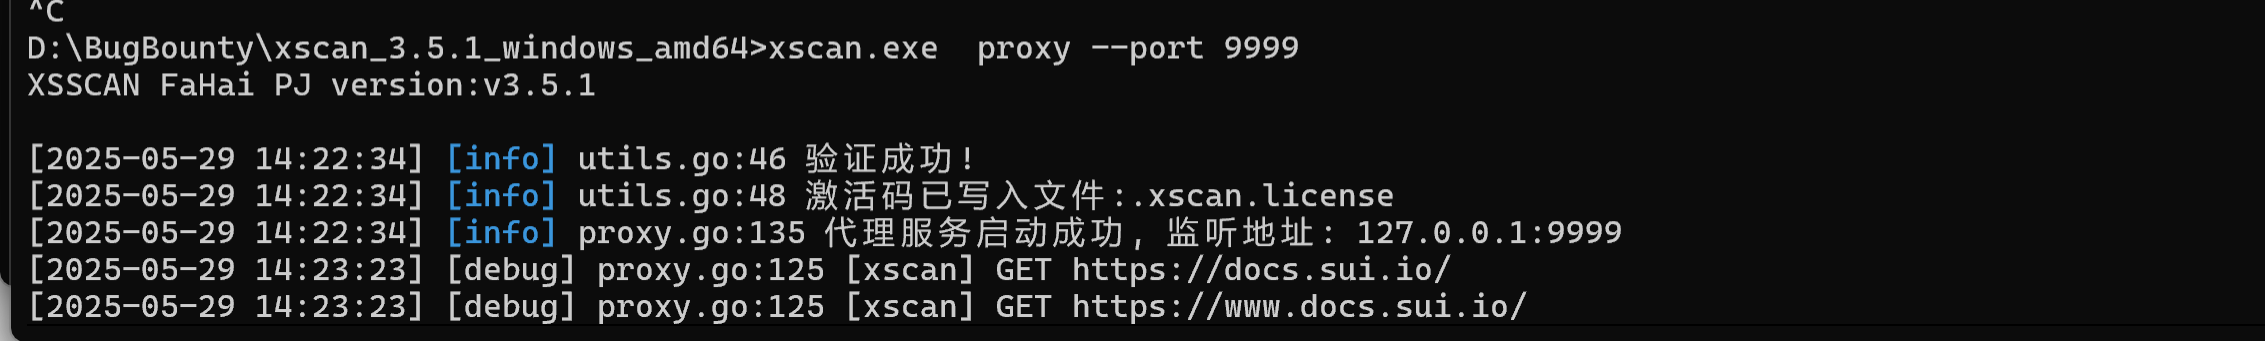 ^C
D:\BugBounty\xscan_3.5.1_windows_amd64>xscan.exe  proxy --port 9999
XSSCAN FaHai PJ version:v3.5.1
[2025-05-29 14:22:34] [info] utils.go:46 验证成功!
[2025-05-29 14:22:34] [info] utils.go:48 激活码已写入文件:.xscan.license
[2025-05-29 14:22:34] [info] proxy.go:135 代理服务启动成功, 监听地址: 127.0.0.1:9999
[2025-05-29 14:23:23] [debug] proxy.go:125 [xscan] GET https://docs.sui.io/
[2025-05-29 14:23:23] [debug] proxy.go:125 [xscan] GET https://www.docs.sui.io/